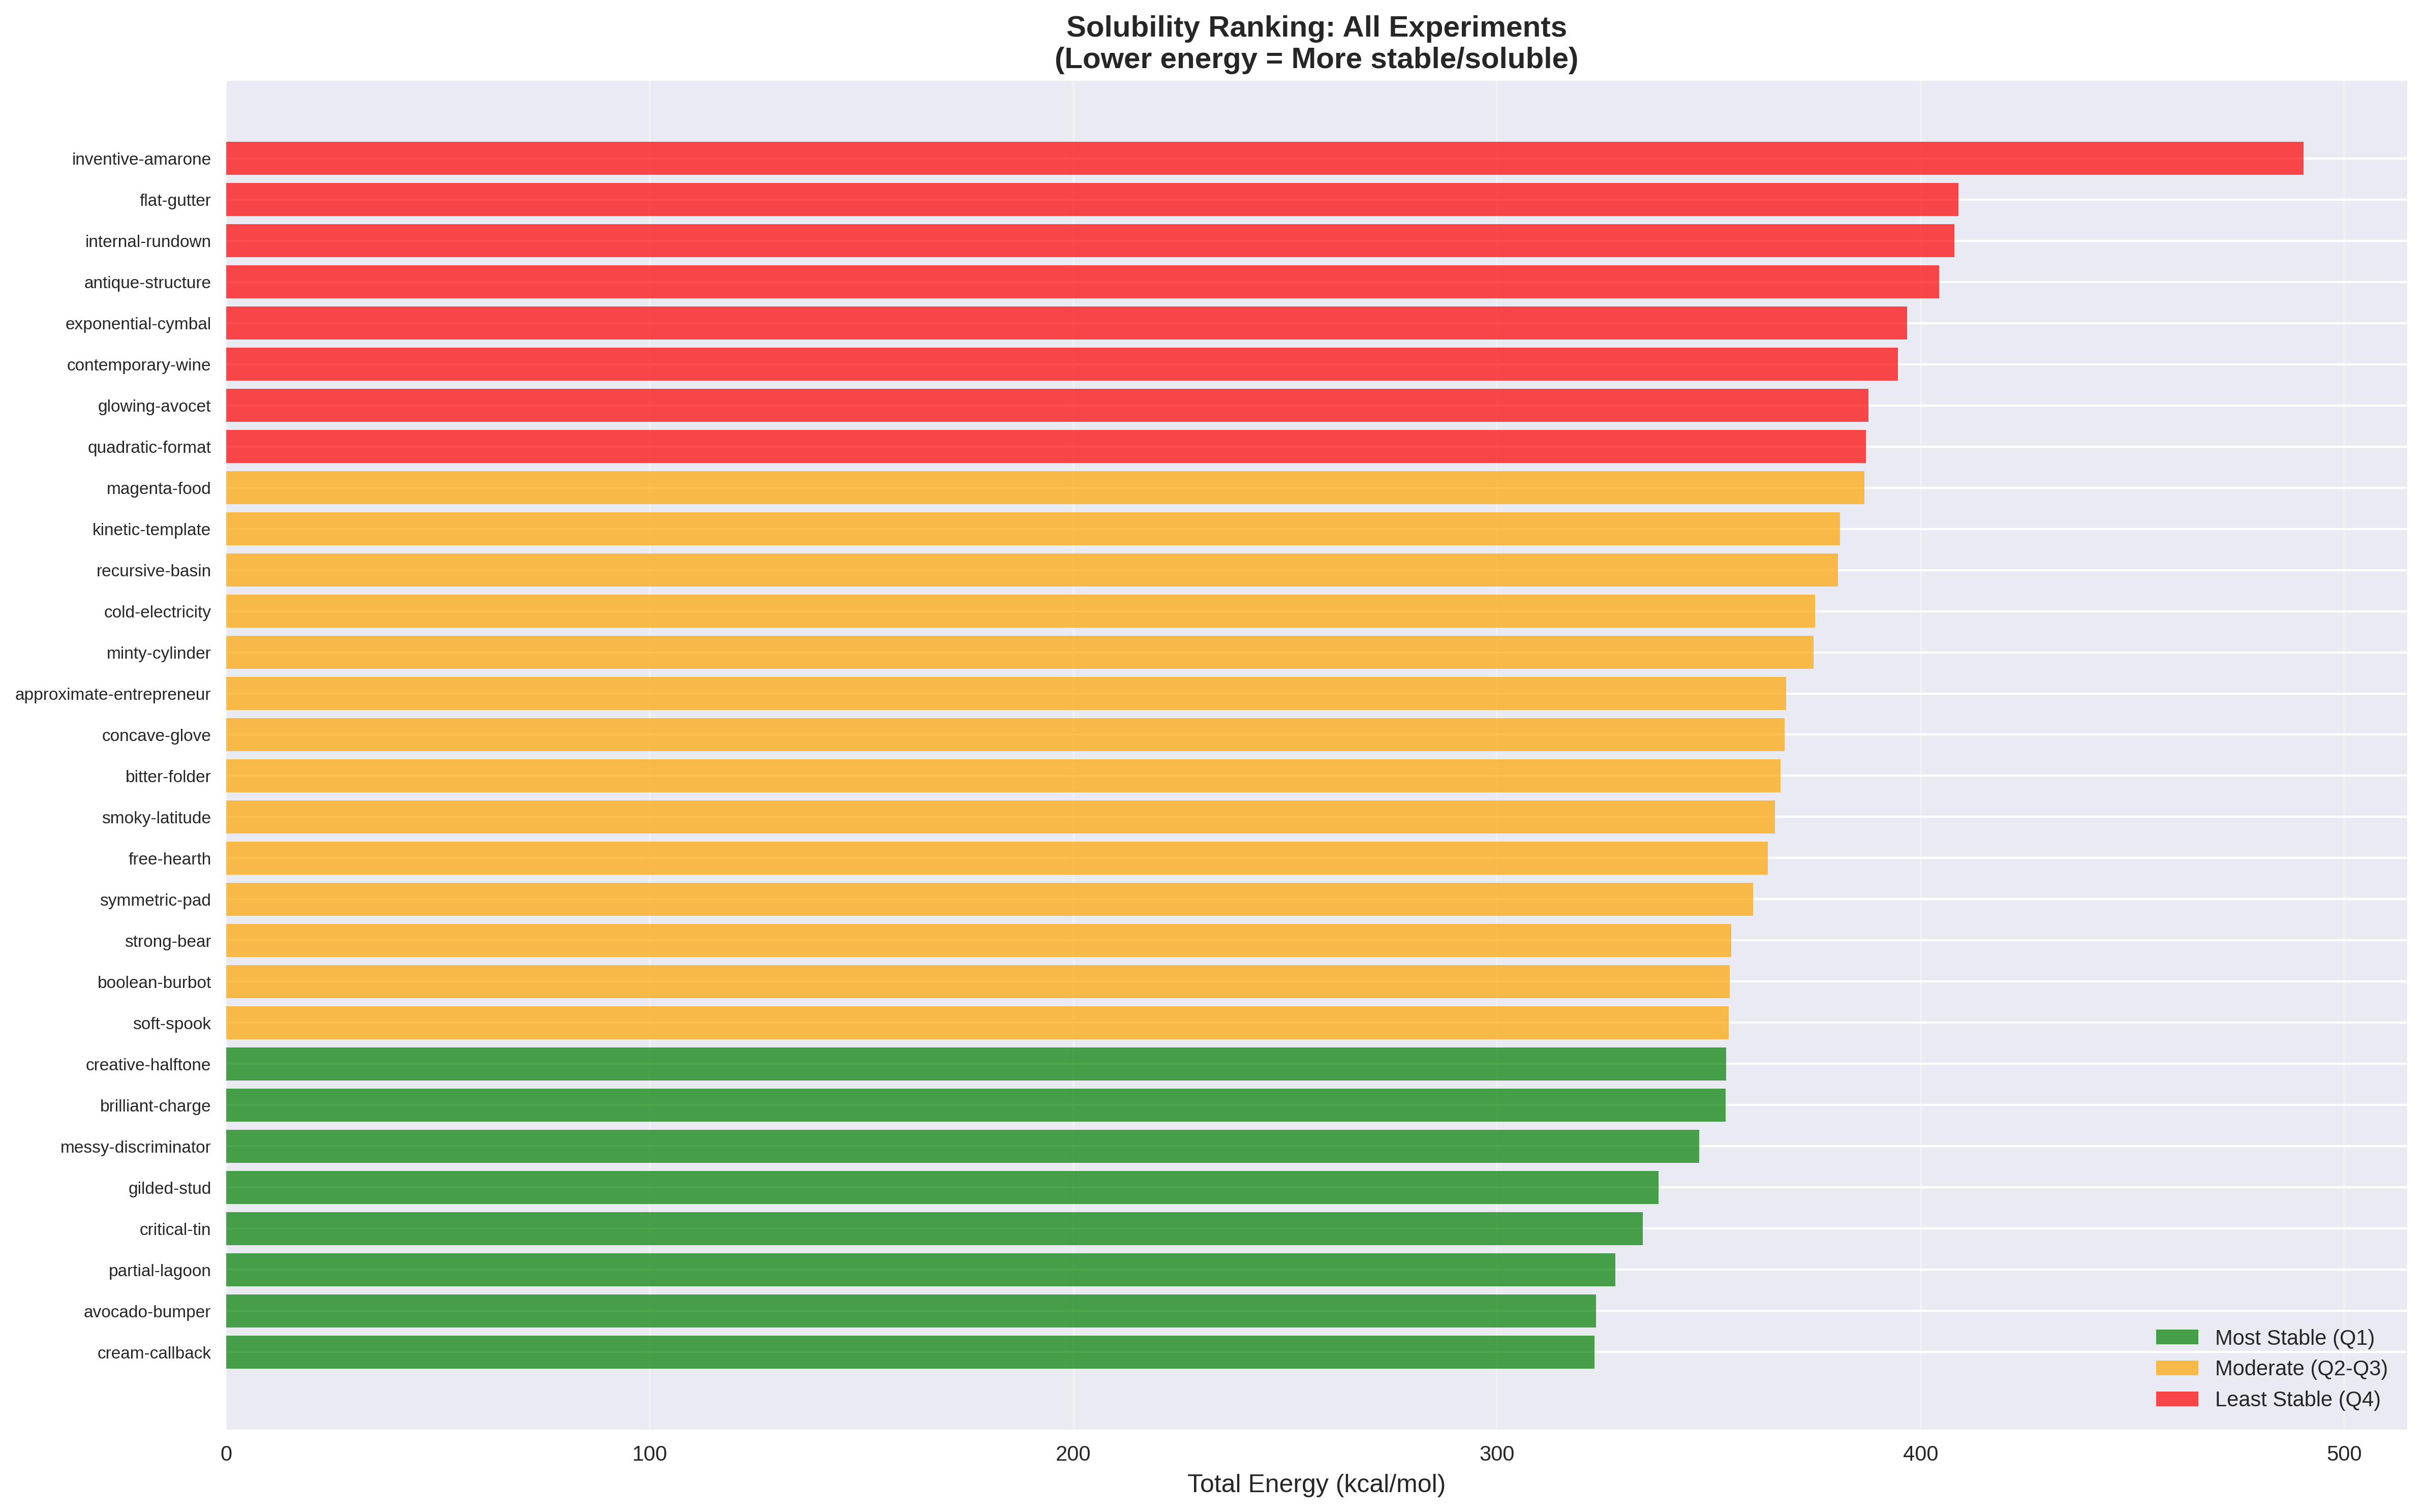 Solubility Ranking: All Experiments
(Lower energy = More stable/soluble)
inventive-amarone
flat-gutter
internal-rundown
antique-structure
exponential-cymbal
contemporary-wine
glowing-avocet
quadratic-format
magenta-food
kinetic-template
recursive-basin
cold-electricity
minty-cylinder
approximate-entrepreneur
concave-glove
bitter-folder
smoky-latitude
free-hearth
symmetric-pad
strong-bear
boolean-burbot
soft-spook
creative-halftone
brilliant-charge
messy-discriminator
gilded-stud
critical-tin
partial-lagoon
avocado-bumper
cream-callback
Most Stable (Q1)
Moderate (Q2-Q3)
Least Stable (Q4)
0 100 200 300 400 500
Total Energy (kcal/mol)